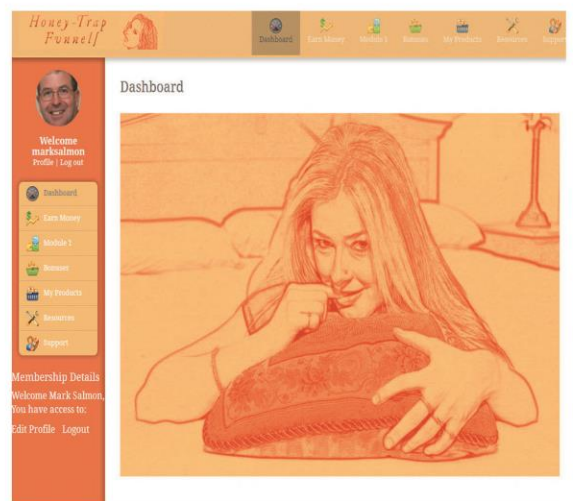 Honey-Trap
Funnelf
Dashboard
Earn Money
Module 1
Bonuses
My Products
Resources
Support
Dashboard
Welcome
marksalmon
Profile | Log out
Dashboard
Earn Money
Module 1
Bonuses
My Products
Resources
Support
Membership Details
Welcome Mark Salmon,
You have access to:
Edit Profile Logout